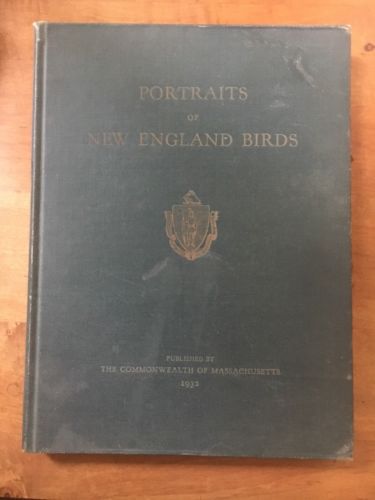 PORTRAITS
OF
NEW ENGLAND BIRDS
PUBLISHED BY
THE COMMONWEALTH OF MASSACHUSETTS
1932